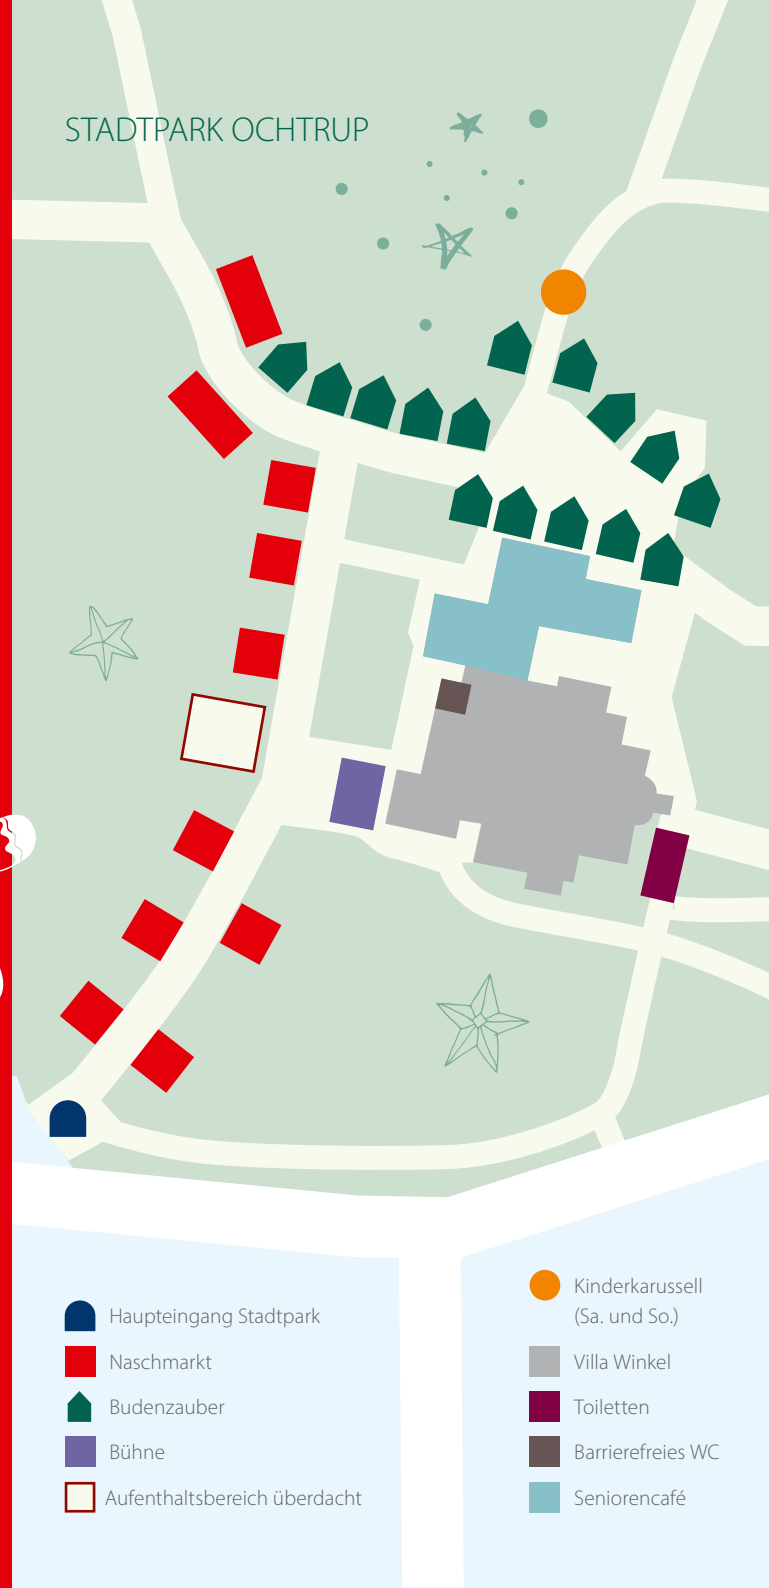 STADTPARK OCHTRUP
Haupteingang Stadtpark
Naschmarkt
Budenzauber
Bühne
Aufenthaltsbereich überdacht
Kinderkarussell
(Sa. und So.)
Villa Winkel
Toiletten
Barrierefreies WC
Seniorencafé